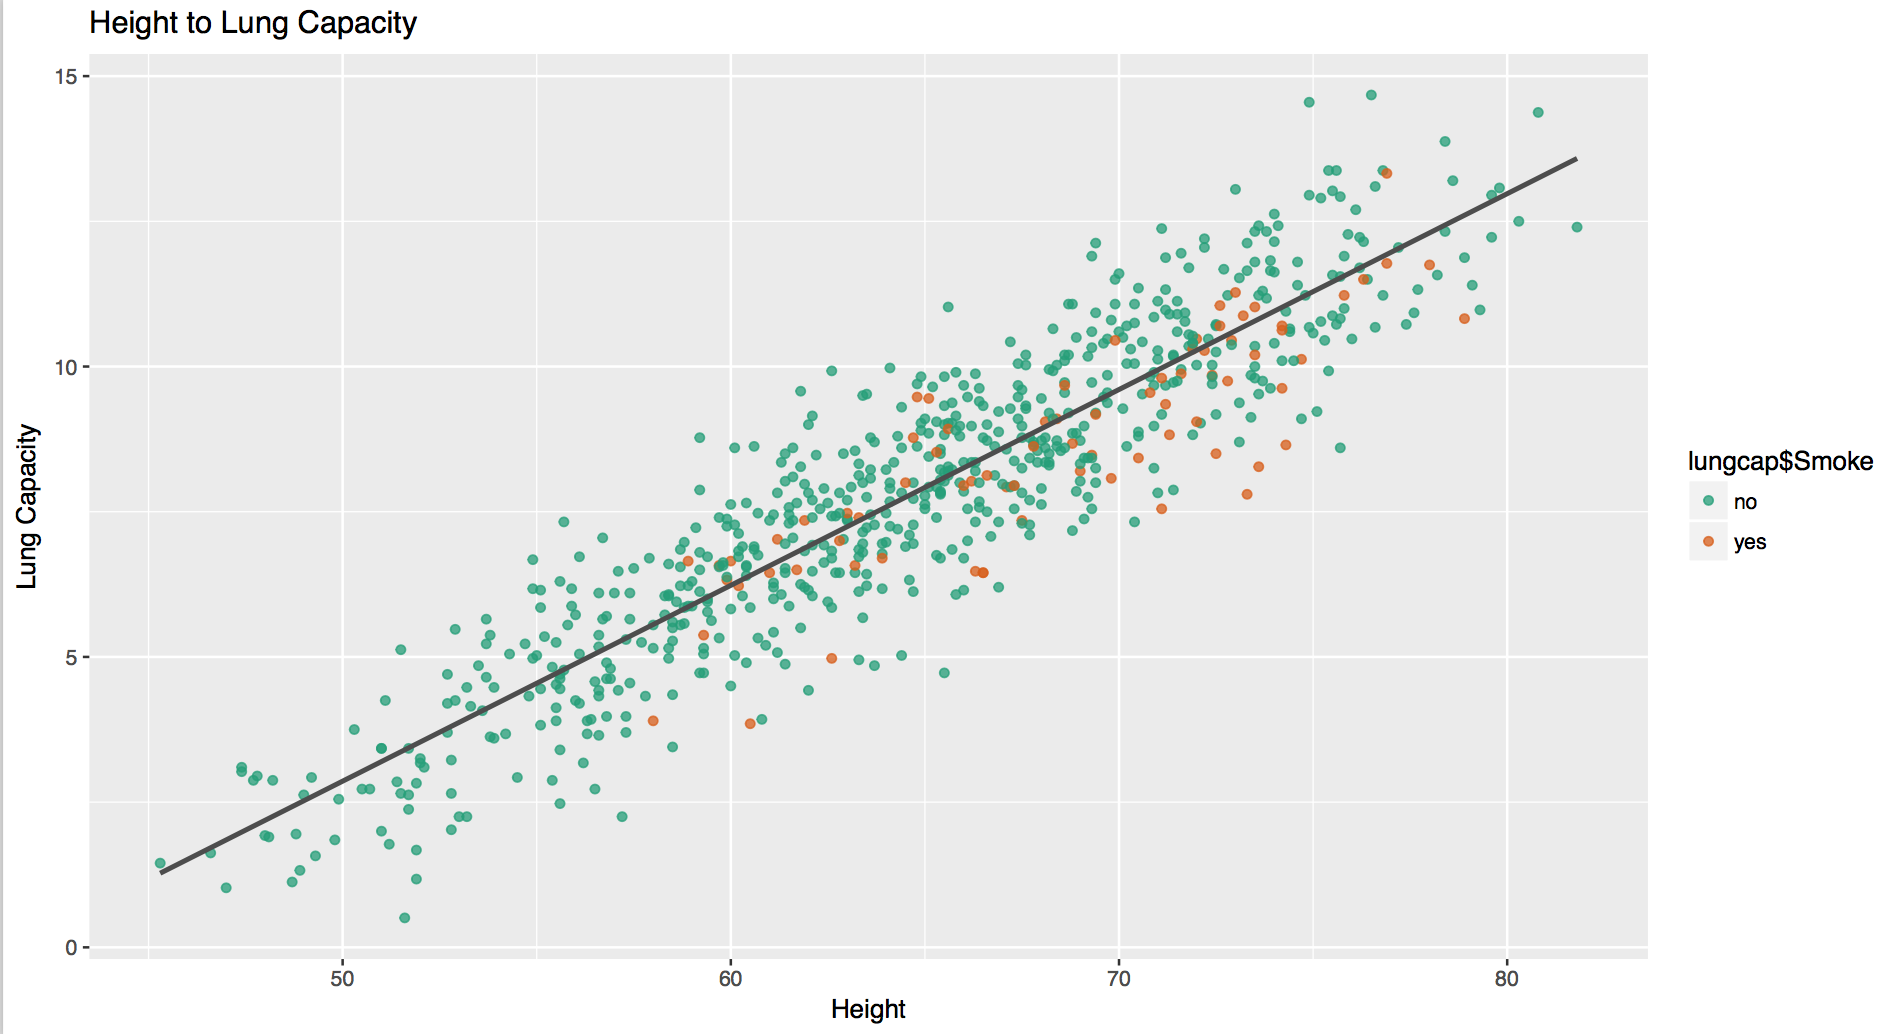 Height to Lung Capacity
15
10
5
0
Lung Capacity
50
60
70
80
Height
lungcap$Smoke
no
yes